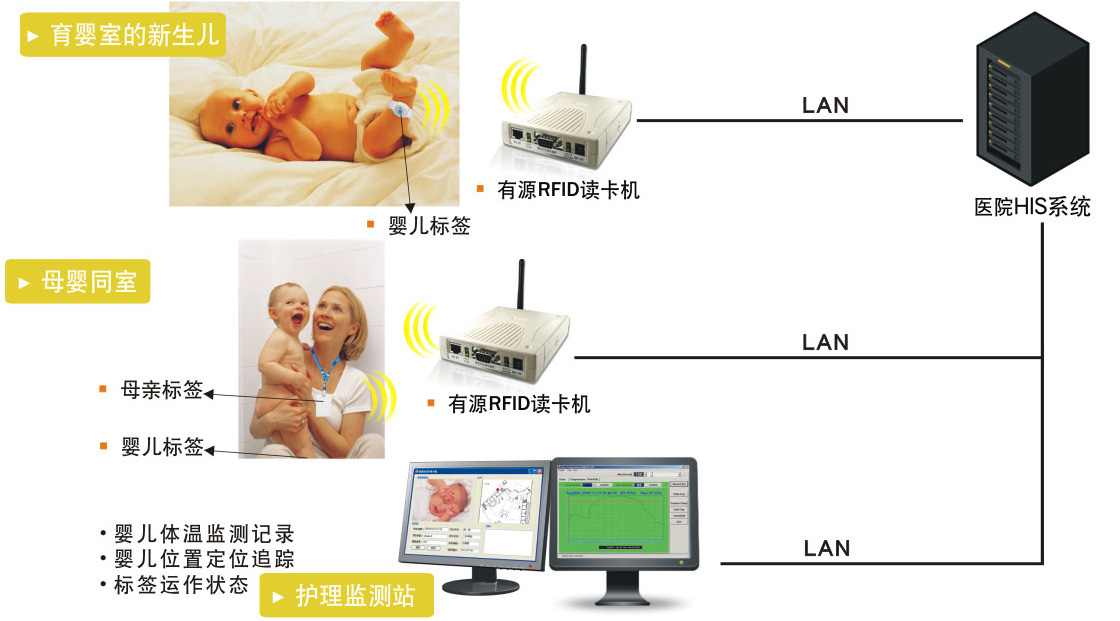 ▶ 育婴室的新生儿
LAN
有源RFID读卡机
医院HIS系统
婴儿标签
▶ 母婴同室
LAN
母亲标签
有源RFID读卡机
婴儿标签
• 婴儿体温监测记录
• 婴儿位置定位追踪
• 标签运作状态
LAN
▶ 护理监测站